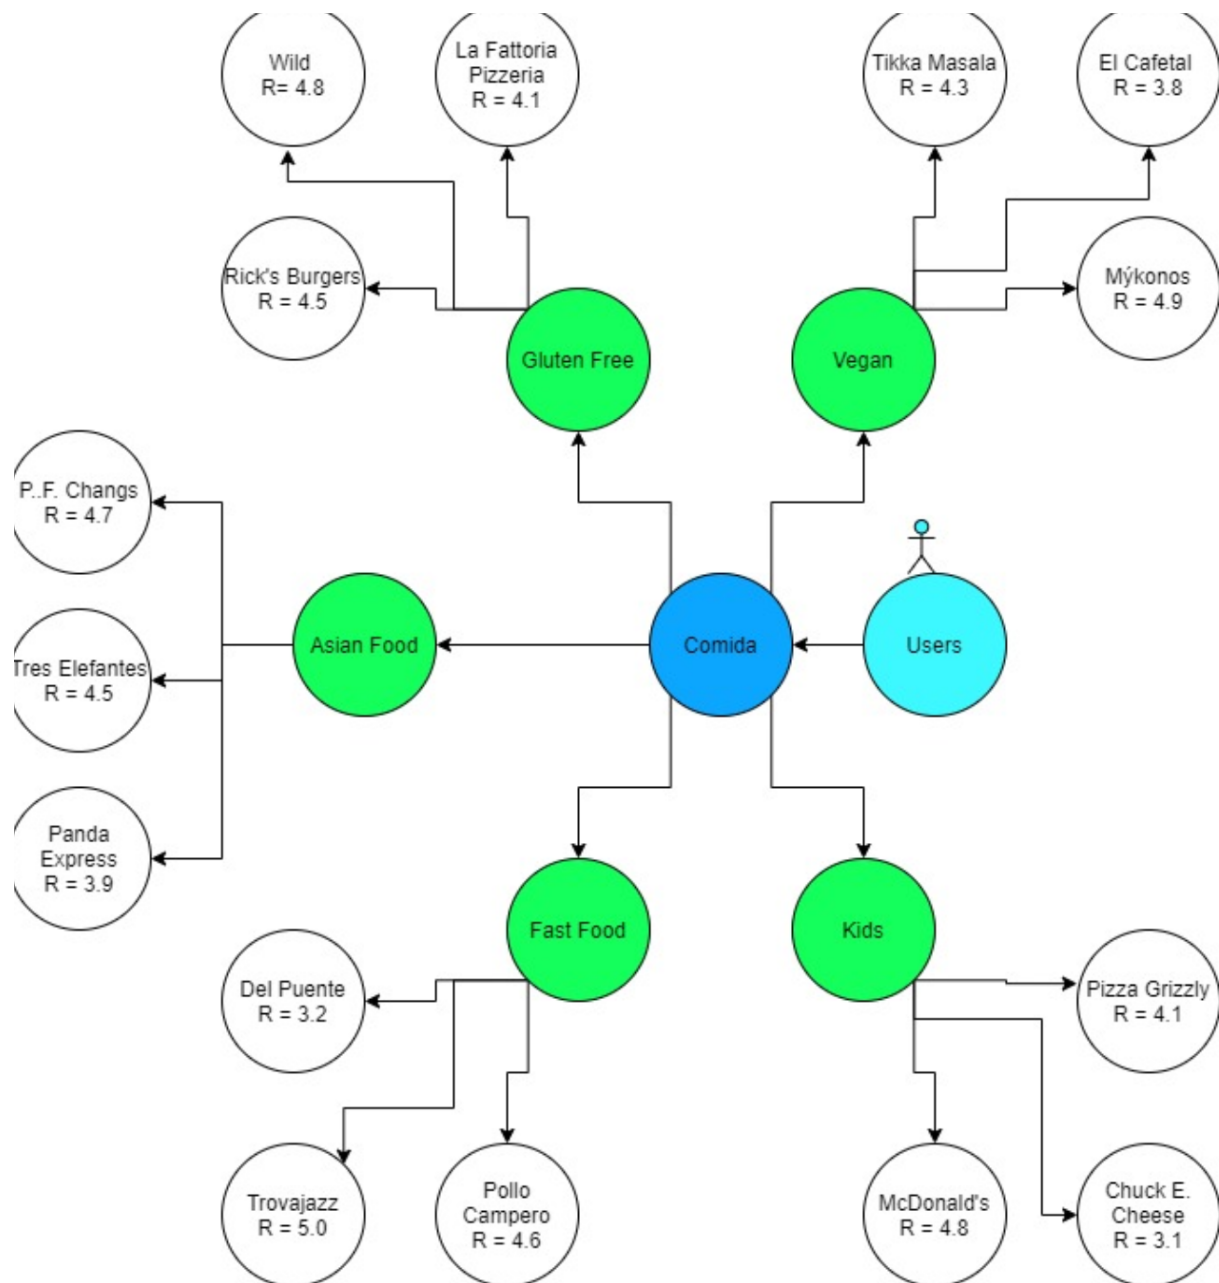 Wild
R= 4.8
La Fattoria
Pizzeria
R = 4.1
Tikka Masala
R = 4.3
El Cafetal
R = 3.8
Rick's Burgers
R = 4.5
Mýkonos
R = 4.9
Gluten Free
Vegan
P..F. Changs
R = 4.7
Asian Food
Comida
Users
Tres Elefantes
R = 4.5
Panda
Express
R = 3.9
Fast Food
Kids
Del Puente
R = 3.2
Pizza Grizzly
R = 4.1
Trovajazz
R = 5.0
Pollo
Campero
R = 4.6
McDonald's
R = 4.8
Chuck E.
Cheese
R = 3.1